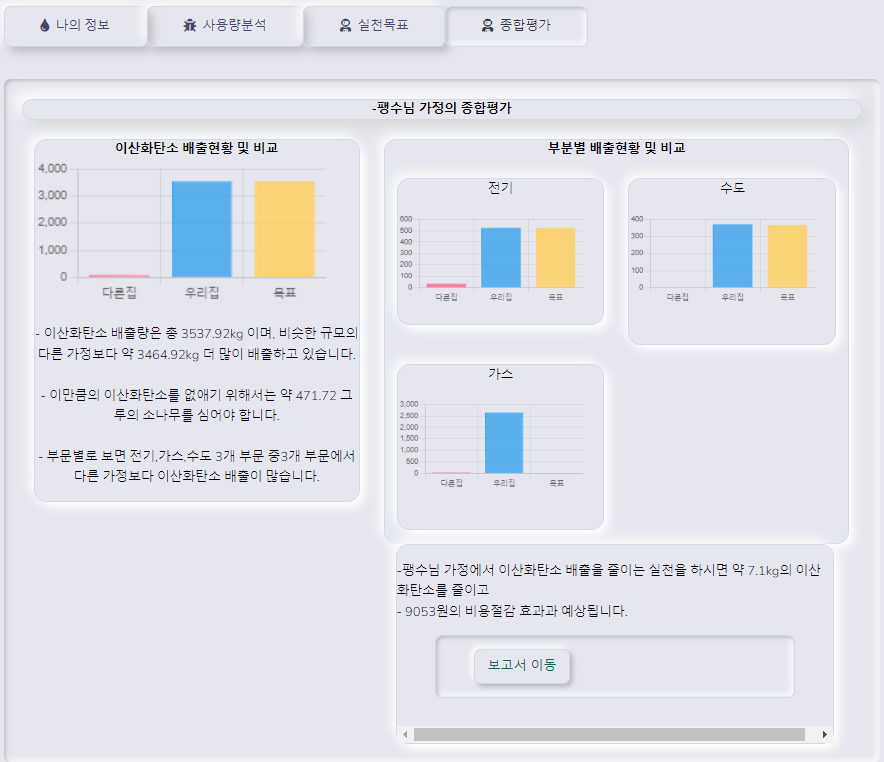 나의 정보
사용량분석
실천목표
종합평가
-팽수님 가정의 종합평가
이산화탄소 배출현황 및 비교
4,000
3,000
2,000
1,000
0
다른집 우리집 목표
- 이산화탄소 배출량은 총 3537.92kg 이며, 비슷한 규모의
다른 가정보다 약 3464.92kg 더 많이 배출하고 있습니다.
- 이만큼의 이산화탄소를 없애기 위해서는 약 471.72 그
루의 소나무를 심어야 합니다.
- 부문별로 보면 전기,가스,수도 3개 부문 중3개 부문에서
다른 가정보다 이산화탄소 배출이 많습니다.
부분별 배출현황 및 비교
전기
600
500
400
300
200
100
0
다른집 우리집 목표
수도
400
300
200
100
0
다른집 우리집 목표
가스
3,000
2,500
2,000
1,500
1,000
500
0
다른집 우리집 목표
-팽수님 가정에서 이산화탄소 배출을 줄이는 실천을 하시면 약 7.1kg의 이산
화탄소를 줄이고
- 9053원의 비용절감 효과과 예상됩니다.
보고서 이동